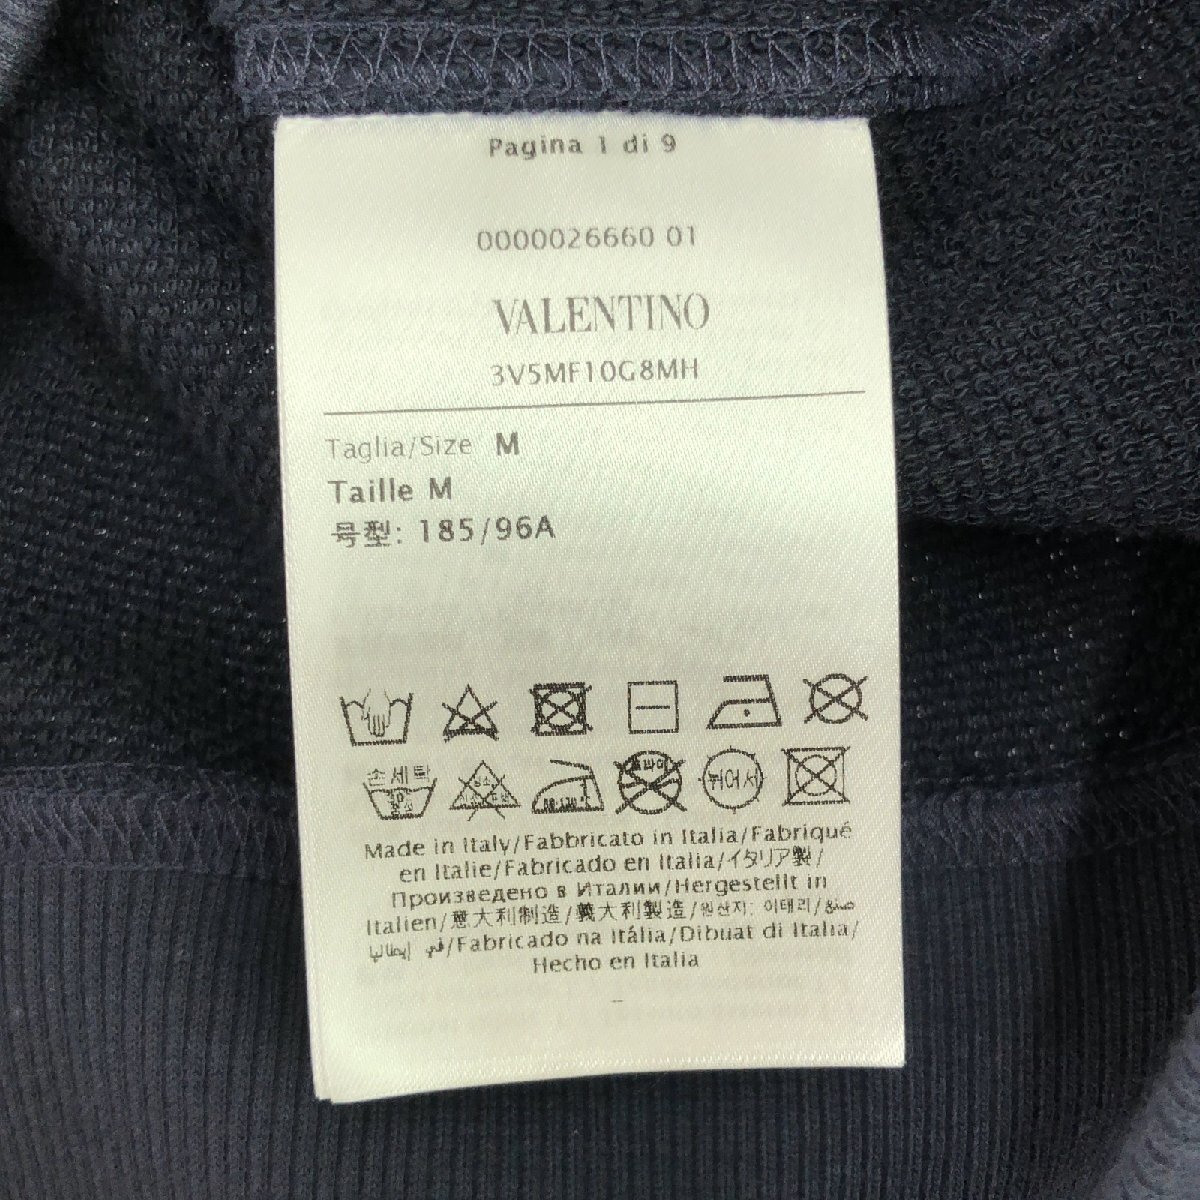 Pagina 1 di 9
0000026660 01
VALENTINO
3V5MF10G8MH
Taglia/Size M
Taille M
号型: 185/96A
손세탁
뉘어서
Made in Italy/Fabbricato in Italia/Fabriqué
en Italie/Fabricado en Italia/イタリア製/
Произведено в Италии/Hergestellt in
Italien/意大利制造/義大利製造/원산지: 이태리/صنع
في إيطاليا/Fabricado na Itália/Dibuat di Italia/
Hecho en Italia